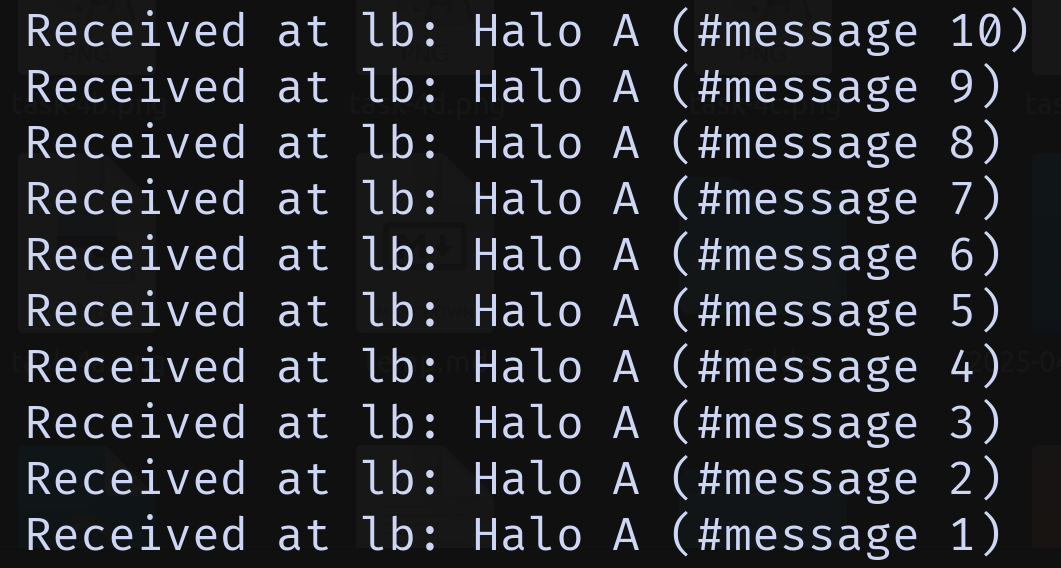 Received at lb: Halo A (#message 10)
Received at lb: Halo A (#message 9)
Received at lb: Halo A (#message 8)
Received at lb: Halo A (#message 7)
Received at lb: Halo A (#message 6)
Received at lb: Halo A (#message 5)
Received at lb: Halo A (#message 4)
Received at lb: Halo A (#message 3)
Received at lb: Halo A (#message 2)
Received at lb: Halo A (#message 1)